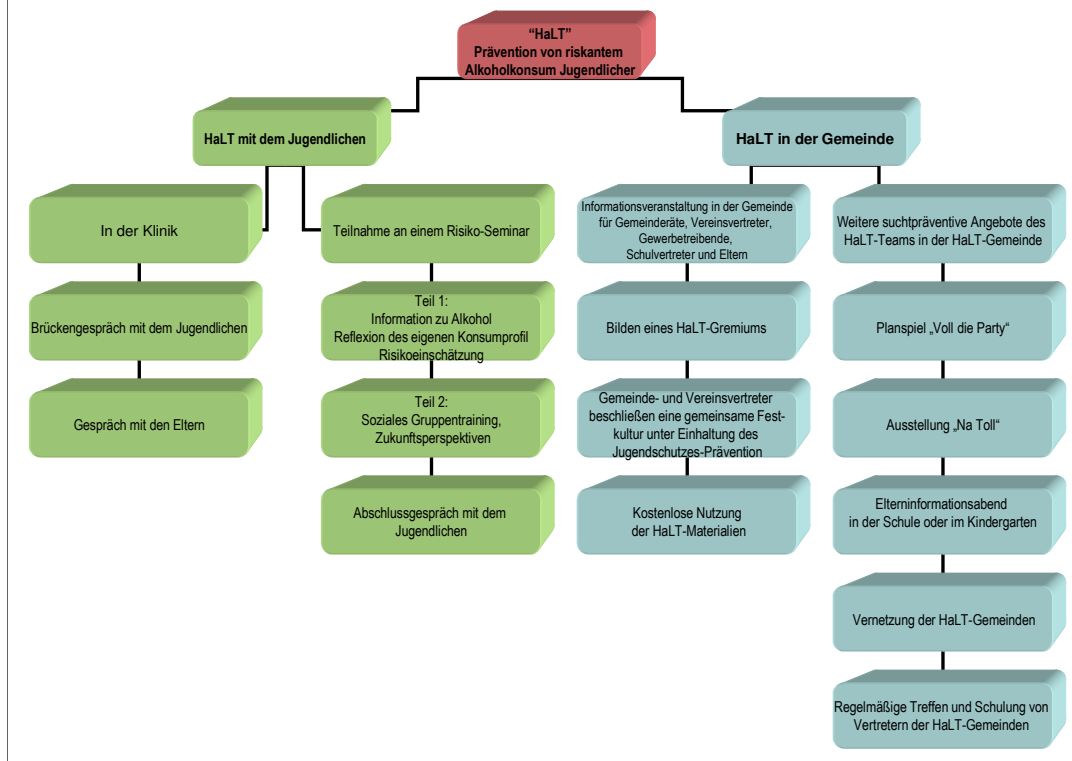 “HaLT”
Prävention von riskantem
Alkoholkonsum Jugendlicher
HaLT mit dem Jugendlichen
HaLT in der Gemeinde
In der Klinik
Brückengespräch mit dem Jugendlichen
Gespräch mit den Eltern
Teilnahme an einem Risiko-Seminar
Teil 1:
Information zu Alkohol
Reflexion des eigenen Konsumprofil
Risikoeinschätzung
Teil 2:
Soziales Gruppentraining,
Zukunftsperspektiven
Abschlussgespräch mit dem
Jugendlichen
Informationsveranstaltung in der Gemeinde
für Gemeinderäte, Vereinsvertreter,
Gewerbetreibende,
Schulvertreter und Eltern
Bilden eines HaLT-Gremiums
Gemeinde- und Vereinsvertreter
beschließen eine gemeinsame Fest-
kultur unter Einhaltung des
Jugendschutzes-Prävention
Kostenlose Nutzung
der HaLT-Materialien
Weitere suchtpräventive Angebote des
HaLT-Teams in der HaLT-Gemeinde
Planspiel „Voll die Party“
Ausstellung „Na Toll“
Elterninformationsabend
in der Schule oder im Kindergarten
Vernetzung der HaLT-Gemeinden
Regelmäßige Treffen und Schulung von
Vertretern der HaLT-Gemeinden